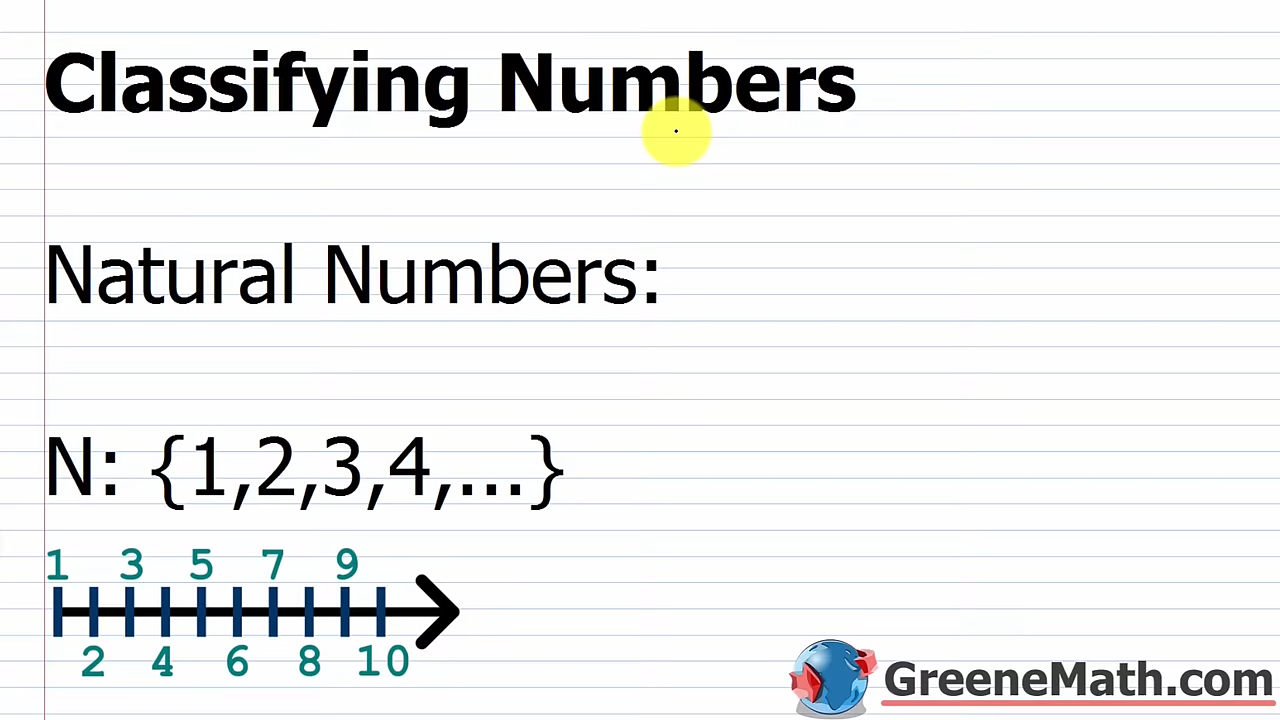 Classifying Numbers
Natural Numbers:
N: {1,2,3,4,...}
1 3 5 7 9
2 4 6 8 10
GreeneMath.com